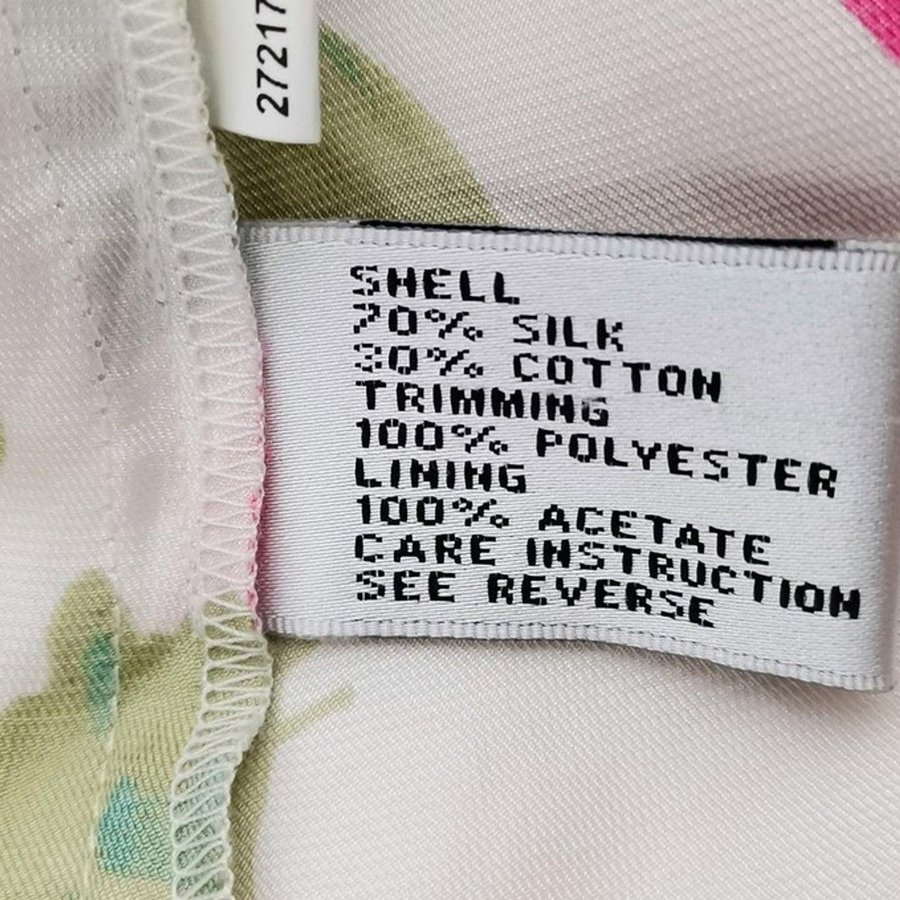 27217
SHELL
70% SILK
30% COTTON
TRIMMING
100% POLYESTER
LINING
100% ACETATE
CARE INSTRUCTION
SEE REVERSE